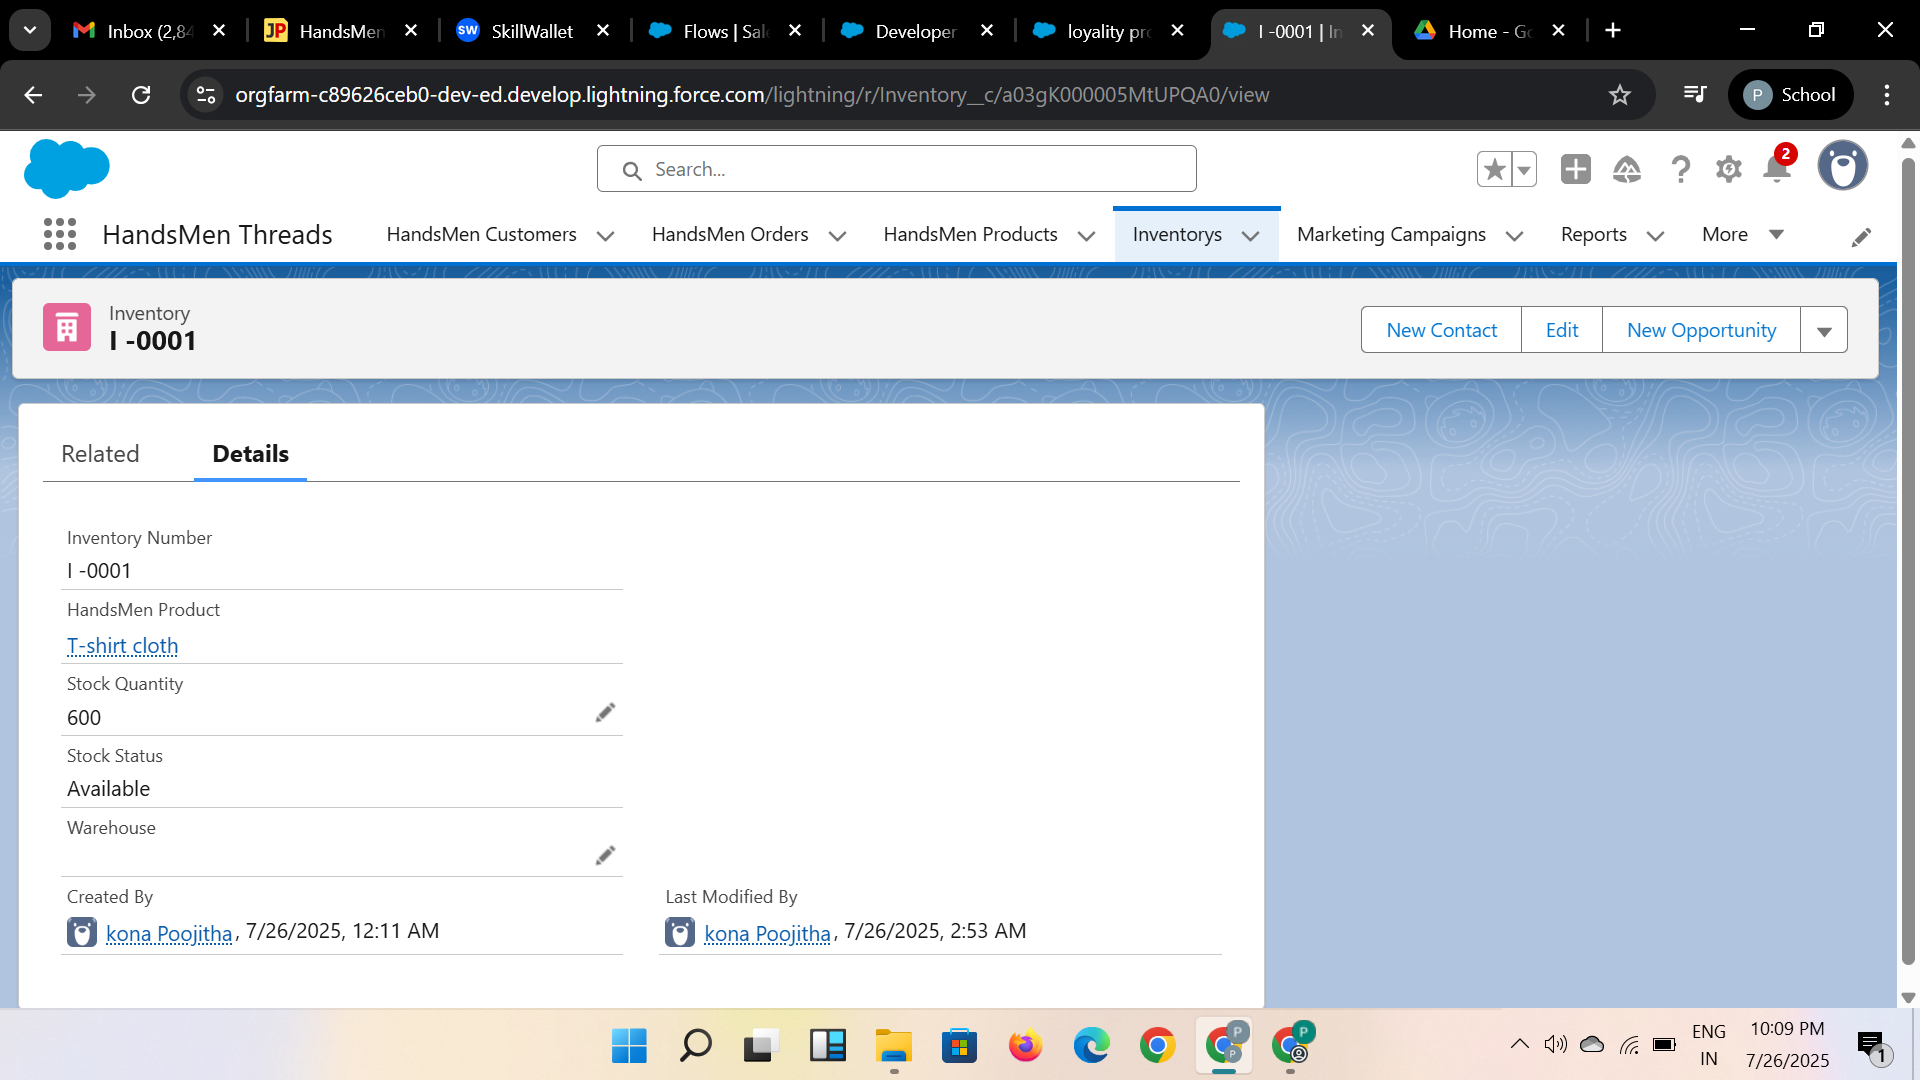 Inbox (2,84
HandsMen
SW SkillWallet
Flows | Sal
Developer
loyality pro
I -0001 | In
Home - Go
orgfarm-c89626ceb0-dev-ed.develop.lightning.force.com/lightning/r/Inventory__c/a03gK000005MtUPQA0/view
P School
Search...
2
HandsMen Threads
HandsMen Customers
HandsMen Orders
HandsMen Products
Inventorys
Marketing Campaigns
Reports
More
Inventory
I -0001
New Contact
Edit
New Opportunity
Related
Details
Inventory Number
I -0001
HandsMen Product
T-shirt cloth
Stock Quantity
600
Stock Status
Available
Warehouse
Created By
kona Poojitha, 7/26/2025, 12:11 AM
Last Modified By
kona Poojitha, 7/26/2025, 2:53 AM
ENG
IN
10:09 PM
7/26/2025
1